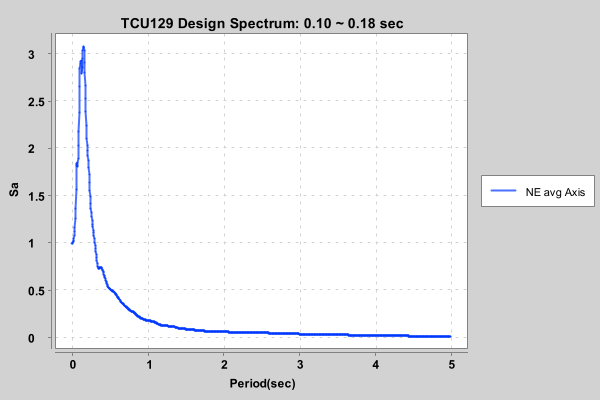 TCU129 Design Spectrum: 0.10 ~ 0.18 sec
3
2.5
2
1.5
1
0.5
0
Sa
NE avg Axis
0 1 2 3 4 5
Period(sec)